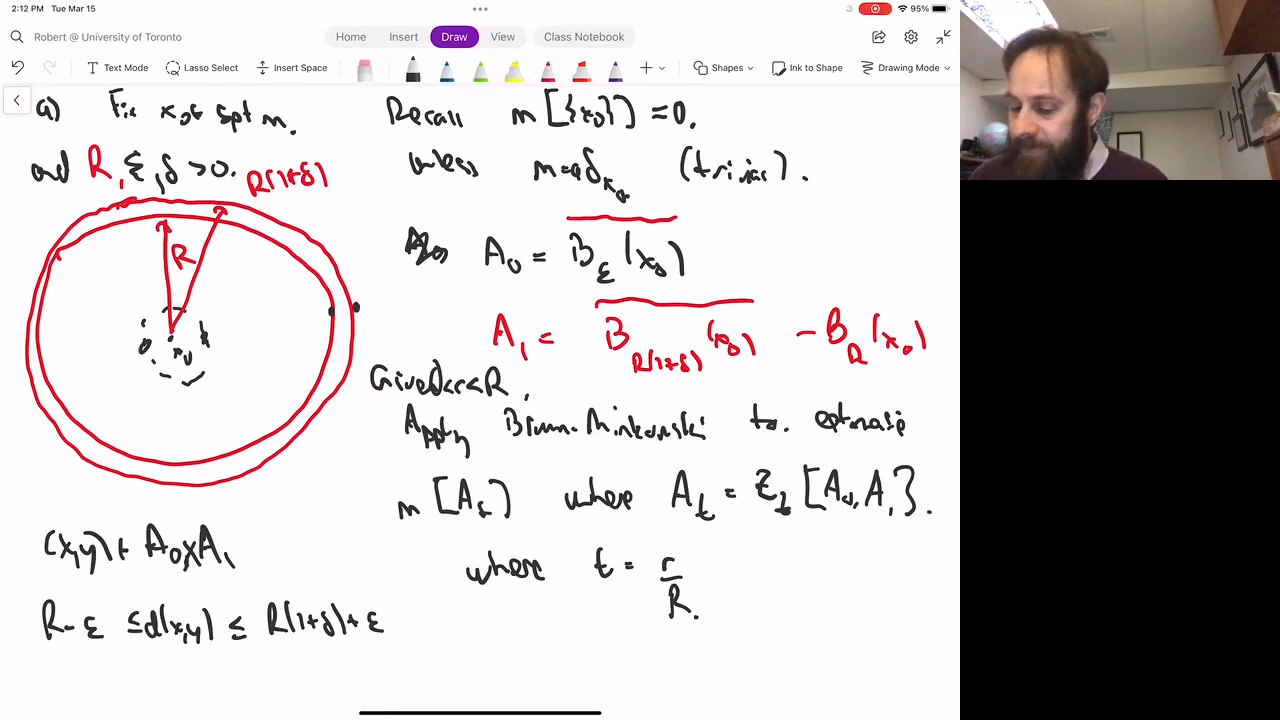 2:12 PM Tue Mar 15
95%
Robert @ University of Toronto
Home Insert Draw View Class Notebook
Text Mode Lasso Select Insert Space Shapes Ink to Shape Drawing Mode
a) Fix x₀ ∈ spt m.
and R, ε, δ > 0.
R(1+δ)
R
x₀
(x,y) ∈ A₀×A₁
R-ε ≤ d(x,y) ≤ R(1+δ)+ε
Recall m[{x₀}] = 0.
unless m=aδ_{x₀} (trivial).
A₀ = \overline{B_ε(x₀)}
A₁ = \overline{B_{R(1+δ)}(x₀)} - B_R(x₀)
Given 0<r<R,
Apply Brunn-Minkowski to estimate
m[A_t] where A_t = Z_t[A₀,A₁].
where t = r/R.